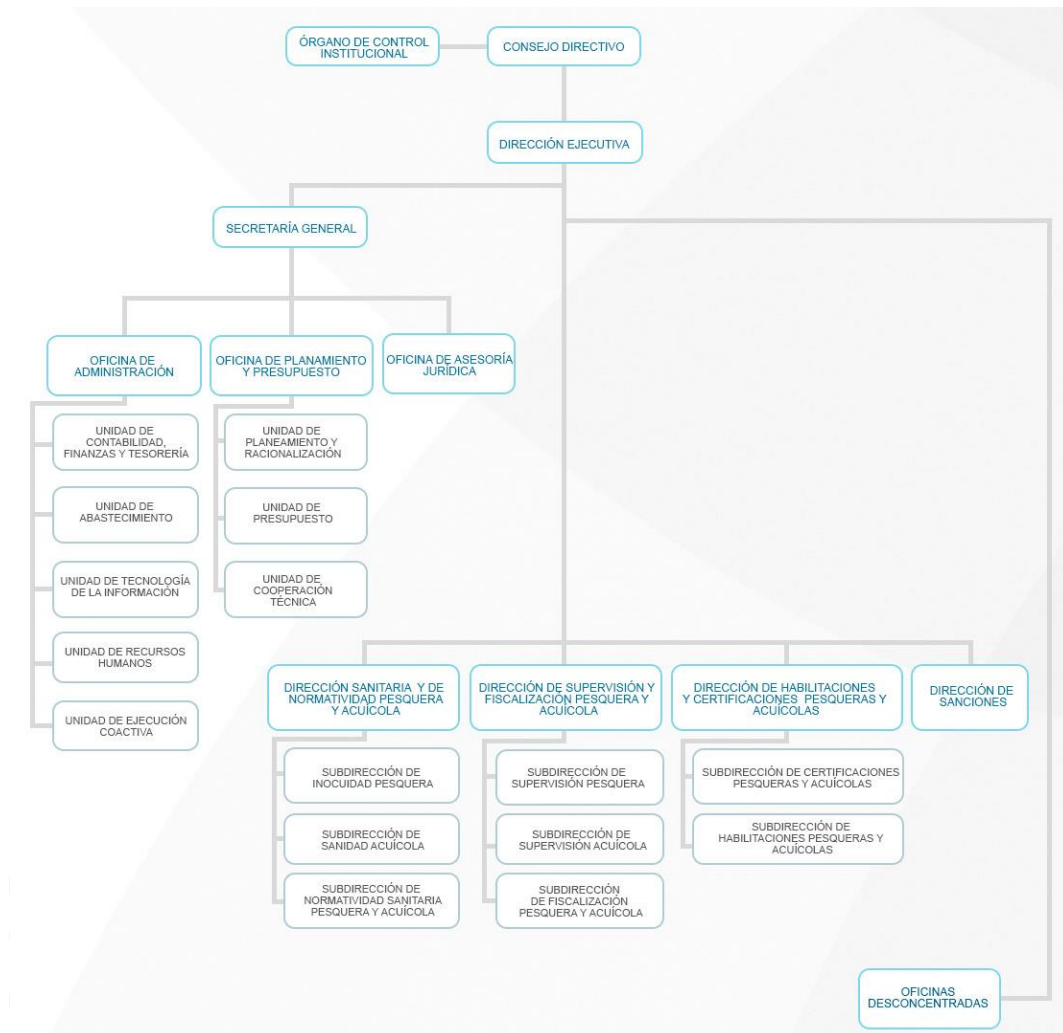 ÓRGANO DE CONTROL
INSTITUCIONAL
CONSEJO DIRECTIVO
DIRECCIÓN EJECUTIVA
SECRETARÍA GENERAL
OFICINA DE
ADMINISTRACIÓN
OFICINA DE PLANAMIENTO
Y PRESUPUESTO
OFICINA DE ASESORÍA
JURÍDICA
UNIDAD DE
CONTABILIDAD,
FINANZAS Y TESORERÍA
UNIDAD DE
ABASTECIMIENTO
UNIDAD DE TECNOLOGÍA
DE LA INFORMACIÓN
UNIDAD DE RECURSOS
HUMANOS
UNIDAD DE EJECUCIÓN
COACTIVA
UNIDAD DE
PLANEAMIENTO Y
RACIONALIZACIÓN
UNIDAD DE
PRESUPUESTO
UNIDAD DE
COOPERACIÓN
TÉCNICA
DIRECCIÓN SANITARIA Y DE
NORMATIVIDAD PESQUERA
Y ACUÍCOLA
SUBDIRECCIÓN DE
INOCUIDAD PESQUERA
SUBDIRECCIÓN DE
SANIDAD ACUÍCOLA
SUBDIRECCIÓN DE
NORMATIVIDAD SANITARIA
PESQUERA Y ACUÍCOLA
DIRECCIÓN DE SUPERVISIÓN Y
FISCALIZACIÓN PESQUERA Y
ACUÍCOLA
SUBDIRECCIÓN DE
SUPERVISIÓN PESQUERA
SUBDIRECCIÓN DE
SUPERVISIÓN ACUÍCOLA
SUBDIRECCIÓN
DE FISCALIZACIÓN
PESQUERA Y ACUÍCOLA
DIRECCIÓN DE HABILITACIONES
Y CERTIFICACIONES PESQUERAS Y
ACUÍCOLAS
SUBDIRECCIÓN DE CERTIFICACIONES
PESQUERAS Y ACUÍCOLAS
SUBDIRECCIÓN DE
HABILITACIONES PESQUERAS Y
ACUÍCOLAS
DIRECCIÓN DE
SANCIONES
OFICINAS
DESCONCENTRADAS